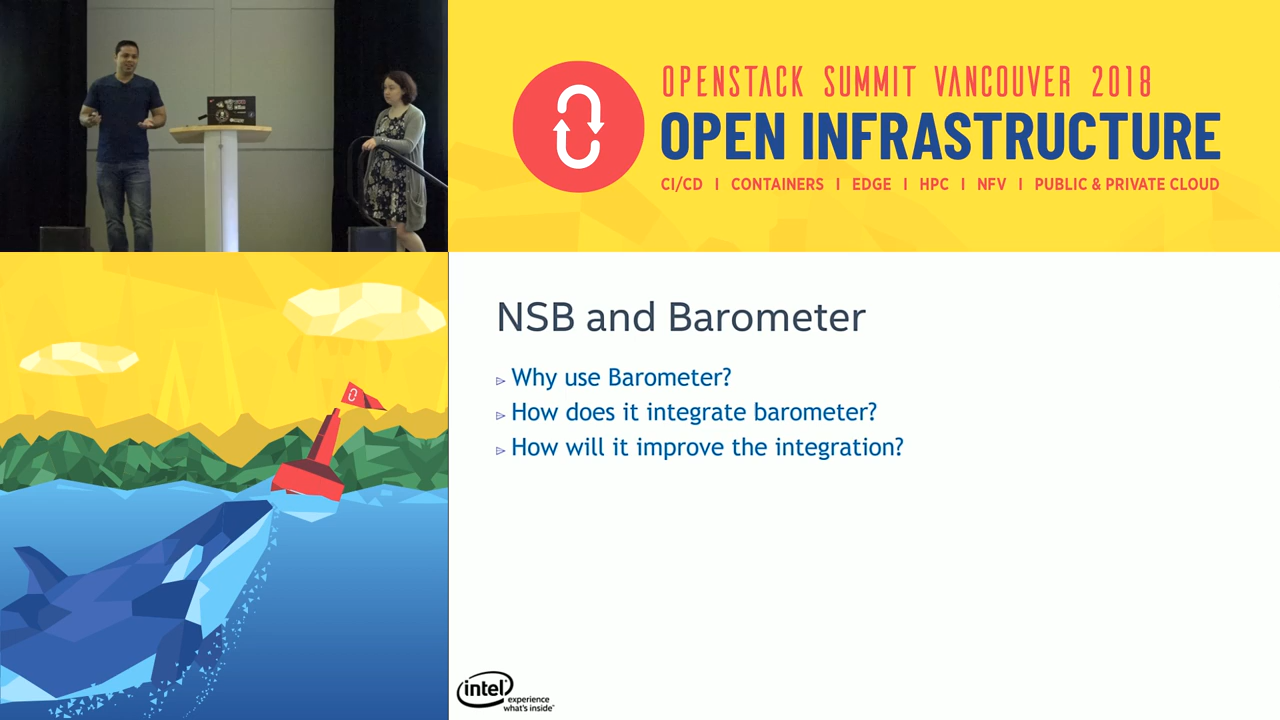 OPENSTACK SUMMIT VANCOUVER 2018
OPEN INFRASTRUCTURE
CI/CD I CONTAINERS I EDGE I HPC I NFV I PUBLIC & PRIVATE CLOUD
NSB and Barometer
Why use Barometer?
How does it integrate barometer?
How will it improve the integration?
intel
experience
what's inside™